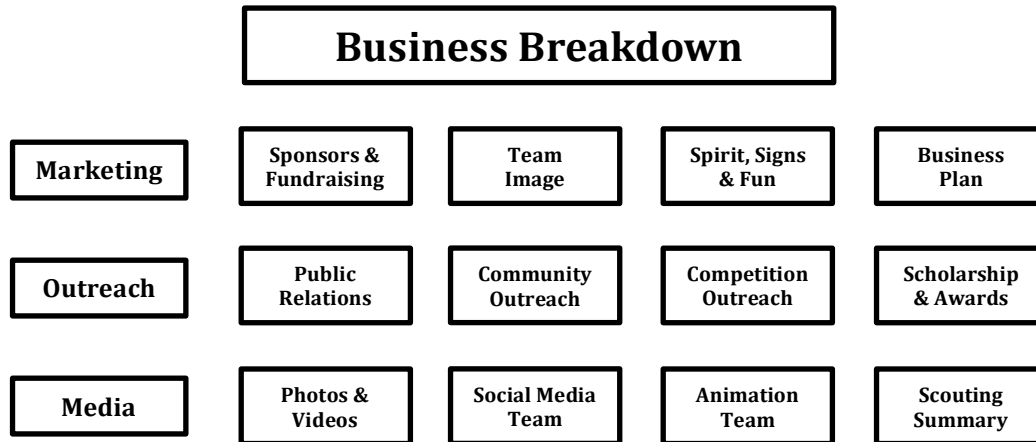 Business Breakdown
Marketing
Sponsors &
Fundraising
Team
Image
Spirit, Signs
& Fun
Business
Plan
Outreach
Public
Relations
Community
Outreach
Competition
Outreach
Scholarship
& Awards
Media
Photos &
Videos
Social Media
Team
Animation
Team
Scouting
Summary